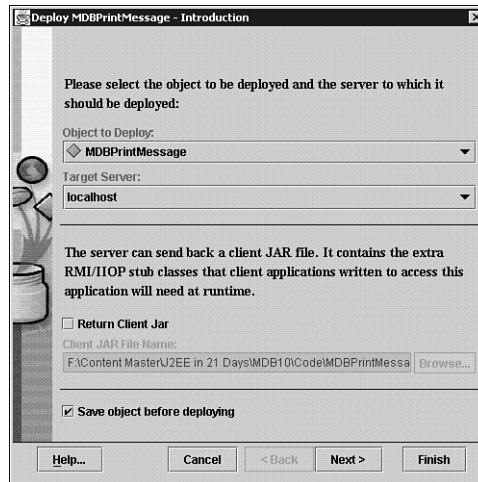 Deploy MDBPrintMessage - Introduction
Please select the object to be deployed and the server to which it
should be deployed:
Object to Deploy:
MDBPrintMessage
Target Server:
localhost
The server can send back a client JAR file. It contains the extra
RMI/IIOP stub classes that client applications written to access this
application will need at runtime.
Return Client Jar
Client JAR File Name:
F:\Content Master\J2EE in 21 Days\MDB10\Code\MDBPrintMessa
Browse...
Save object before deploying
Help...
Cancel
< Back
Next >
Finish